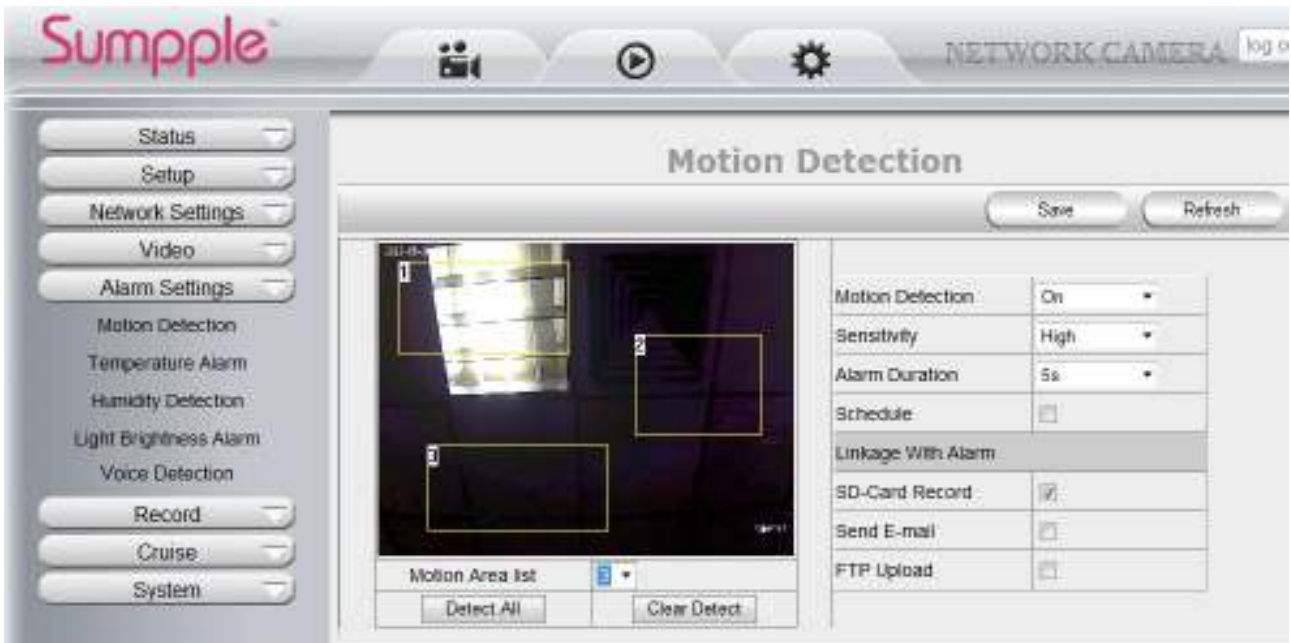 Sumpple
NETWORK CAMERA
log
Status
Setup
Network Settings
Video
Alarm Settings
Motion Detection
Temperature Alarm
Humidity Detection
Light Brightness Alarm
Voice Detection
Record
Cruise
System
Motion Detection
Save
Refresh
1
2
3
Motion Area list
3
Detect All
Clear Detect
Motion Detection
On
Sensitivity
High
Alarm Duration
5s
Schedule
Linkage With Alarm
SD-Card Record
Send E-mail
FTP Upload